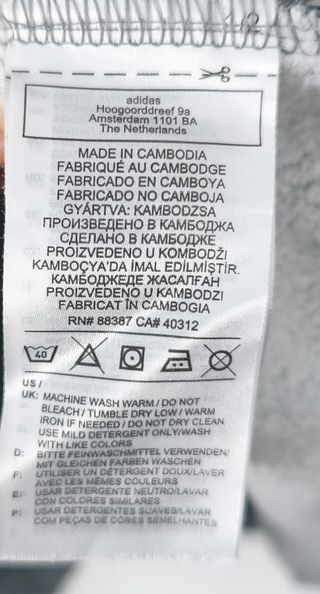 adidas
Hoogoorddreef 9a
Amsterdam 1101 BA
The Netherlands
MADE IN CAMBODIA
FABRIQUÉ AU CAMBODGE
FABRICADO EN CAMBOYA
FABRICADO NO CAMBOJA
GYÁRTVA: KAMBODZSA
ПРОИЗВЕДЕНО В КАМБОДЖА
СДЕЛАНО В КАМБОДЖЕ
PROIZVEDENO U KOMBODŽI
KAMBOÇYA'DA İMAL EDİLMİŞTİR.
КАМБОДЖЕДЕ ЖАСАЛҒАН
PROIZVEDENO U KAMBODZI
FABRICAT ÎN CAMBOGIA
RN# 88387 CA# 40312
40
US /
UK: MACHINE WASH WARM / DO NOT
BLEACH / TUMBLE DRY LOW / WARM
IRON IF NEEDED / DO NOT DRY CLEAN
USE MILD DETERGENT ONLY/WASH
WITH LIKE COLORS
D: BITTE FEINWASCHMITTEL VERWENDEN/
MIT GLEICHEN FARBEN WASCHEN
F: UTILISER UN DÉTERGENT DOUX/LAVER
AVEC LES MÊMES COULEURS
E: USAR DETERGENTE NEUTRO/LAVAR
CON COLORES SIMILARES
P: USAR DETERGENTES SUAVES/LAVAR
COM PEÇAS DE CORES SEMELHANTES